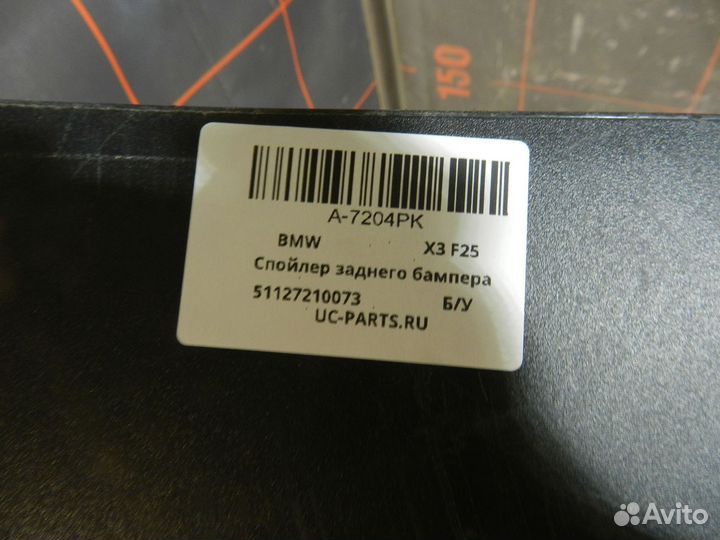 150
A-7204PK
BMW X3 F25
Спойлер заднего бампера
51127210073 Б/У
UC-PARTS.RU
Avito